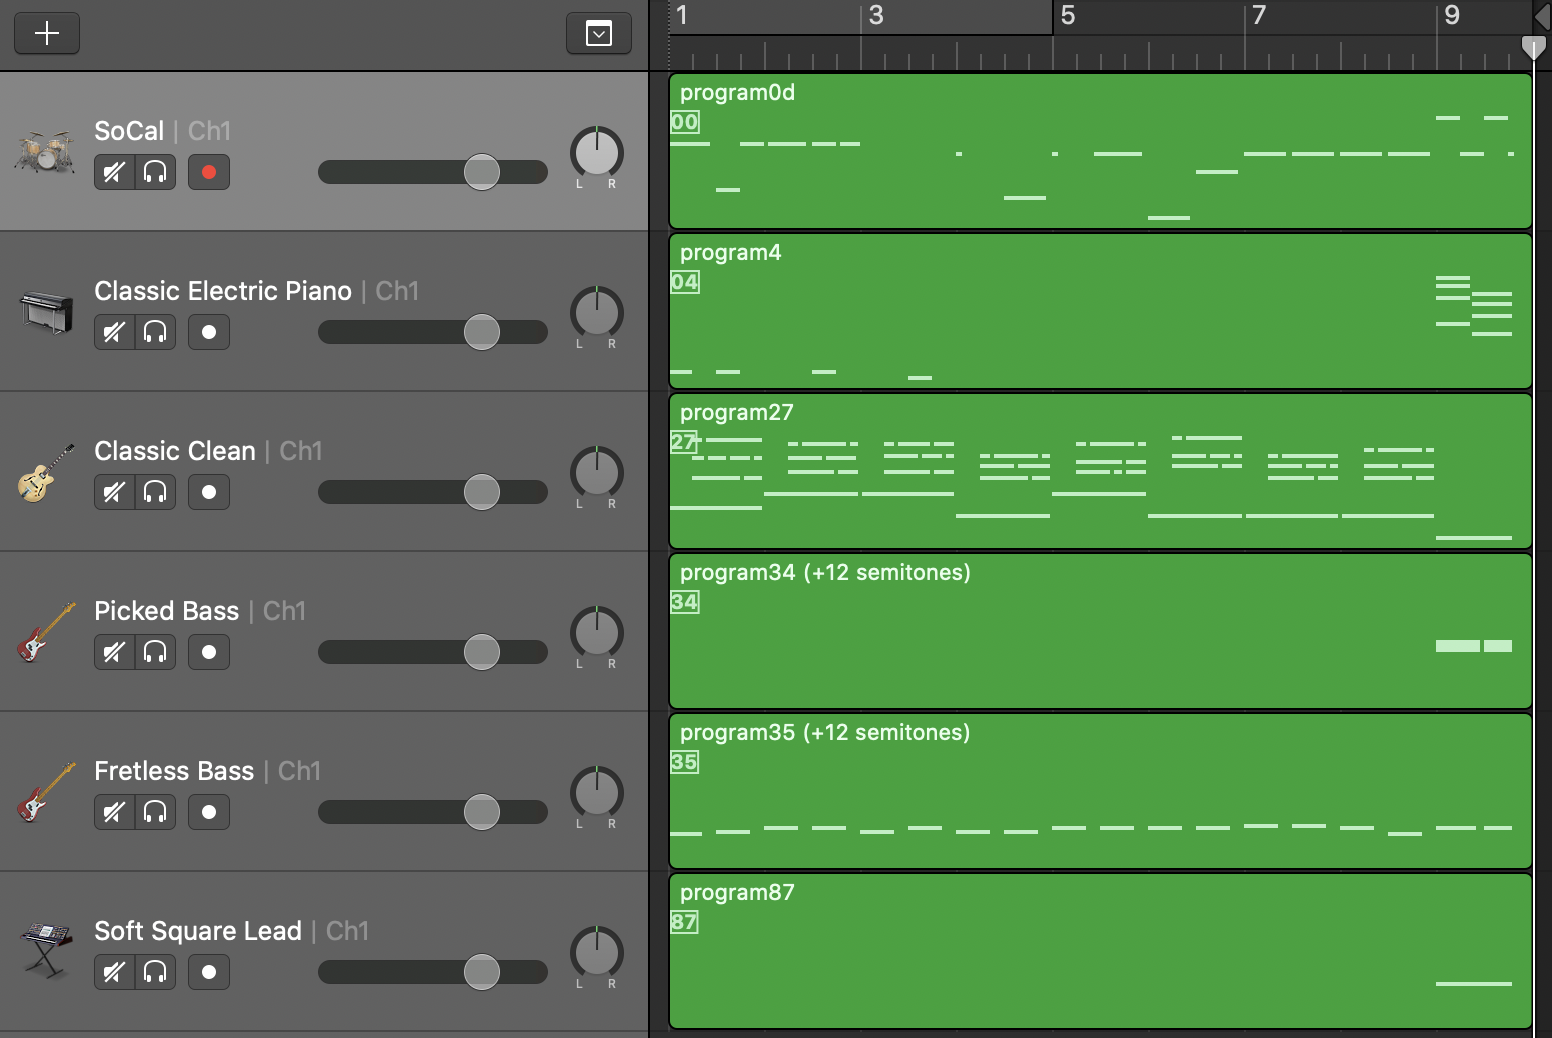 1 3 5 7 9
SoCal | Ch1
L R
program0d
00
Classic Electric Piano | Ch1
L R
program4
04
Classic Clean | Ch1
L R
program27
27
Picked Bass | Ch1
L R
program34 (+12 semitones)
34
Fretless Bass | Ch1
L R
program35 (+12 semitones)
35
Soft Square Lead | Ch1
L R
program87
87